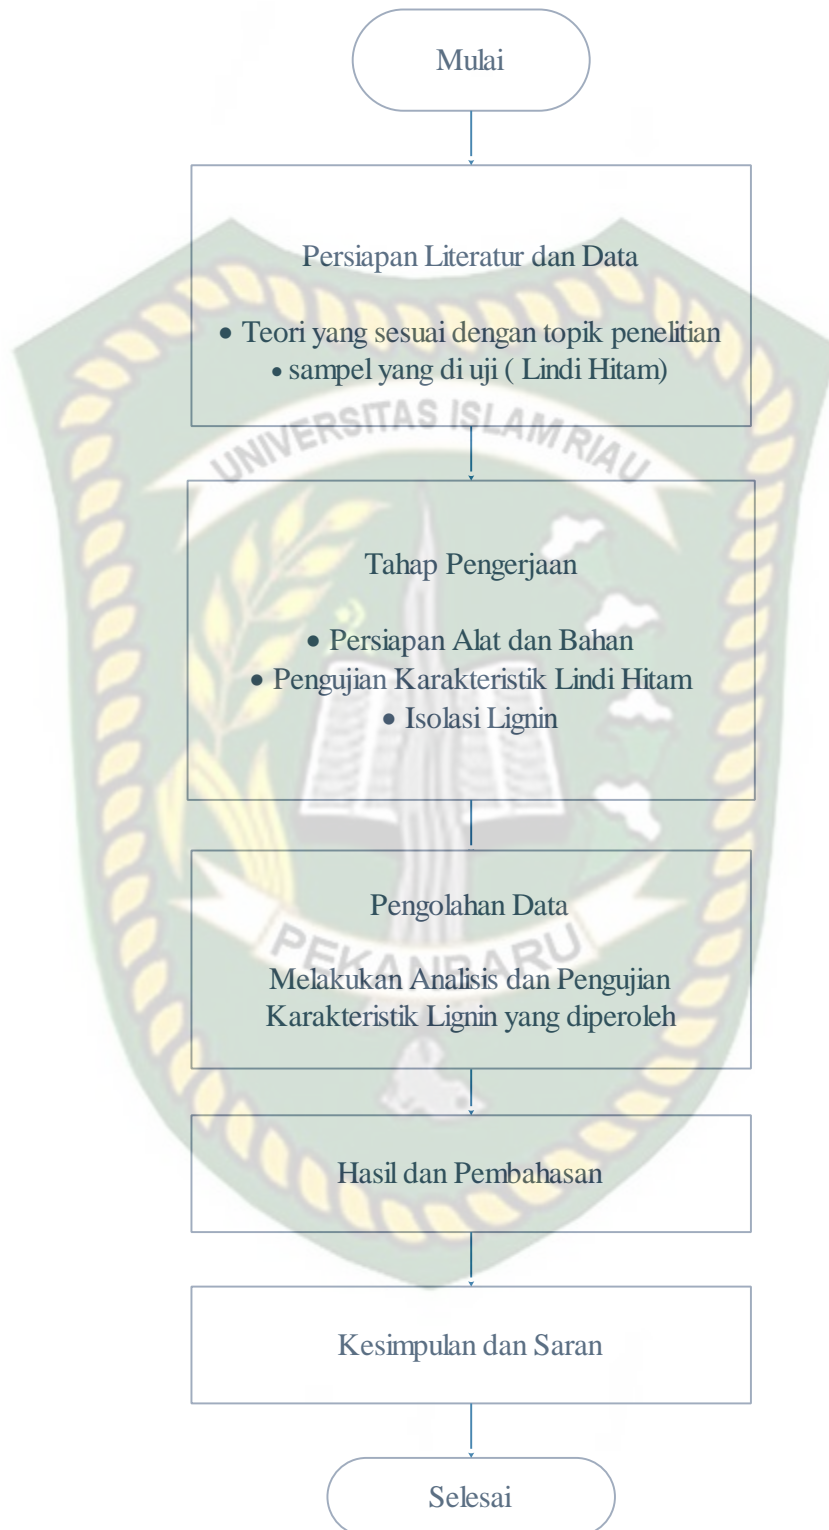 Mulai
Persiapan Literatur dan Data
• Teori yang sesuai dengan topik penelitian
• sampel yang di uji ( Lindi Hitam)
UNIVERSITAS ISLAM RIAU
Tahap Pengerjaan
• Persiapan Alat dan Bahan
• Pengujian Karakteristik Lindi Hitam
• Isolasi Lignin
Pengolahan Data
PEKANBARU
Melakukan Analisis dan Pengujian
Karakteristik Lignin yang diperoleh
Hasil dan Pembahasan
Kesimpulan dan Saran
Selesai